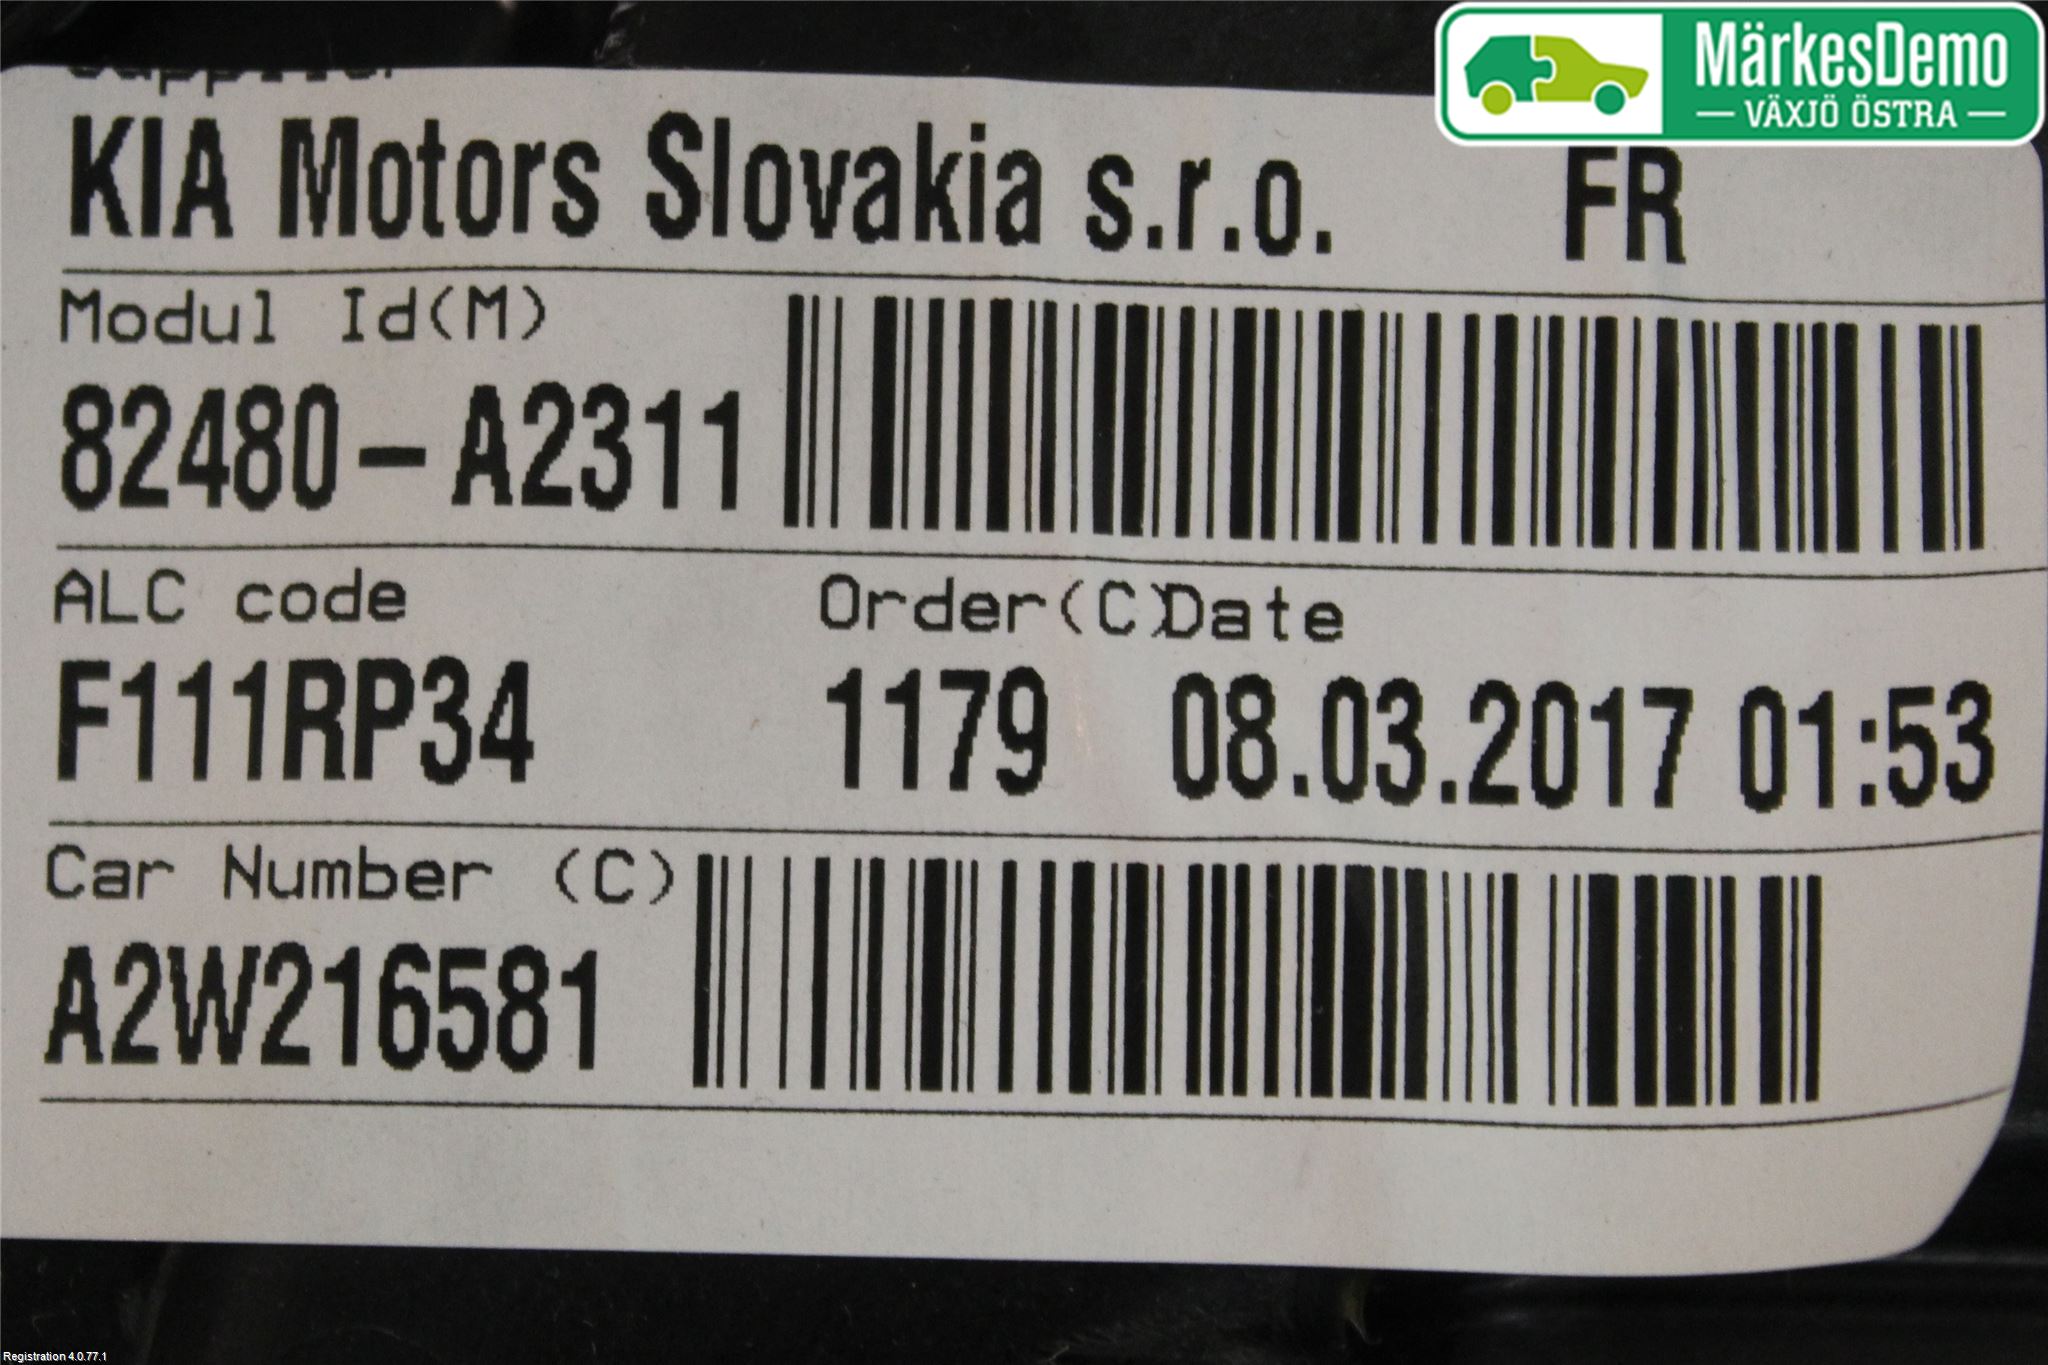 MärkesDemo
VÄXJÖ ÖSTRA
Supplier
KIA Motors Slovakia s.r.o. FR
Modul Id(M)
82480-A2311
ALC code Order(C)Date
F111RP34 1179 08.03.2017 01:53
Car Number (C)
A2W216581
Registration 4.0.77.1